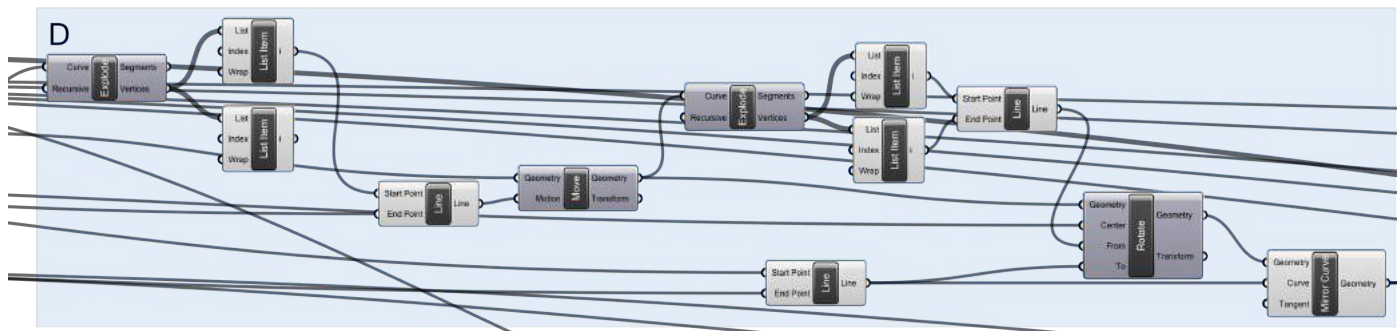 D
List
Index
Wrap
List Item
i
Curve
Recursive
Explode
Segments
Vertices
List
Index
Wrap
List Item
i
Start Point
End Point
Line
Line
Geometry
Motion
Move
Geometry
Transform
Curve
Recursive
Explode
Segments
Vertices
List
Index
Wrap
List Item
i
List
Index
Wrap
List Item
i
Start Point
End Point
Line
Line
Start Point
End Point
Line
Line
Geometry
Center
From
To
Rotate
Geometry
Transform
Geometry
Curve
Tangent
Mirror Curve
Geometry